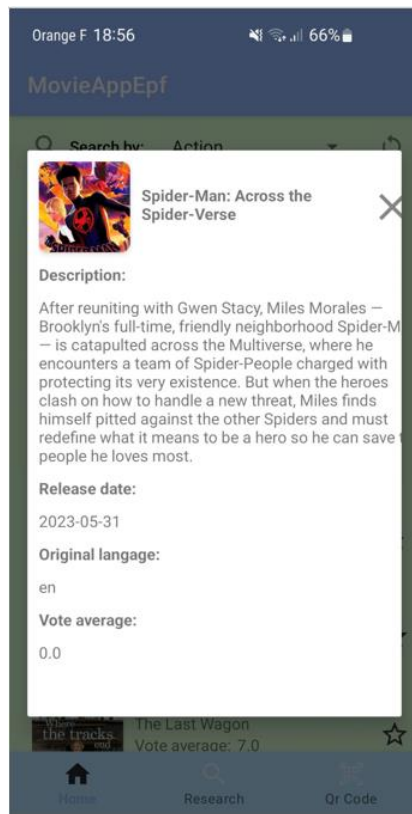 Orange F 18:56
66%
MovieAppEpf
Search by: Action
Spider-Man: Across the
Spider-Verse
Description:
After reuniting with Gwen Stacy, Miles Morales —
Brooklyn's full-time, friendly neighborhood Spider-M
— is catapulted across the Multiverse, where he
encounters a team of Spider-People charged with
protecting its very existence. But when the heroes
clash on how to handle a new threat, Miles finds
himself pitted against the other Spiders and must
redefine what it means to be a hero so he can save t
people he loves most.
Release date:
2023-05-31
Original langage:
en
Vote average:
0.0
Where
the tracks
end
The Last Wagon
Vote average: 7.0
Home
Research
Qr Code